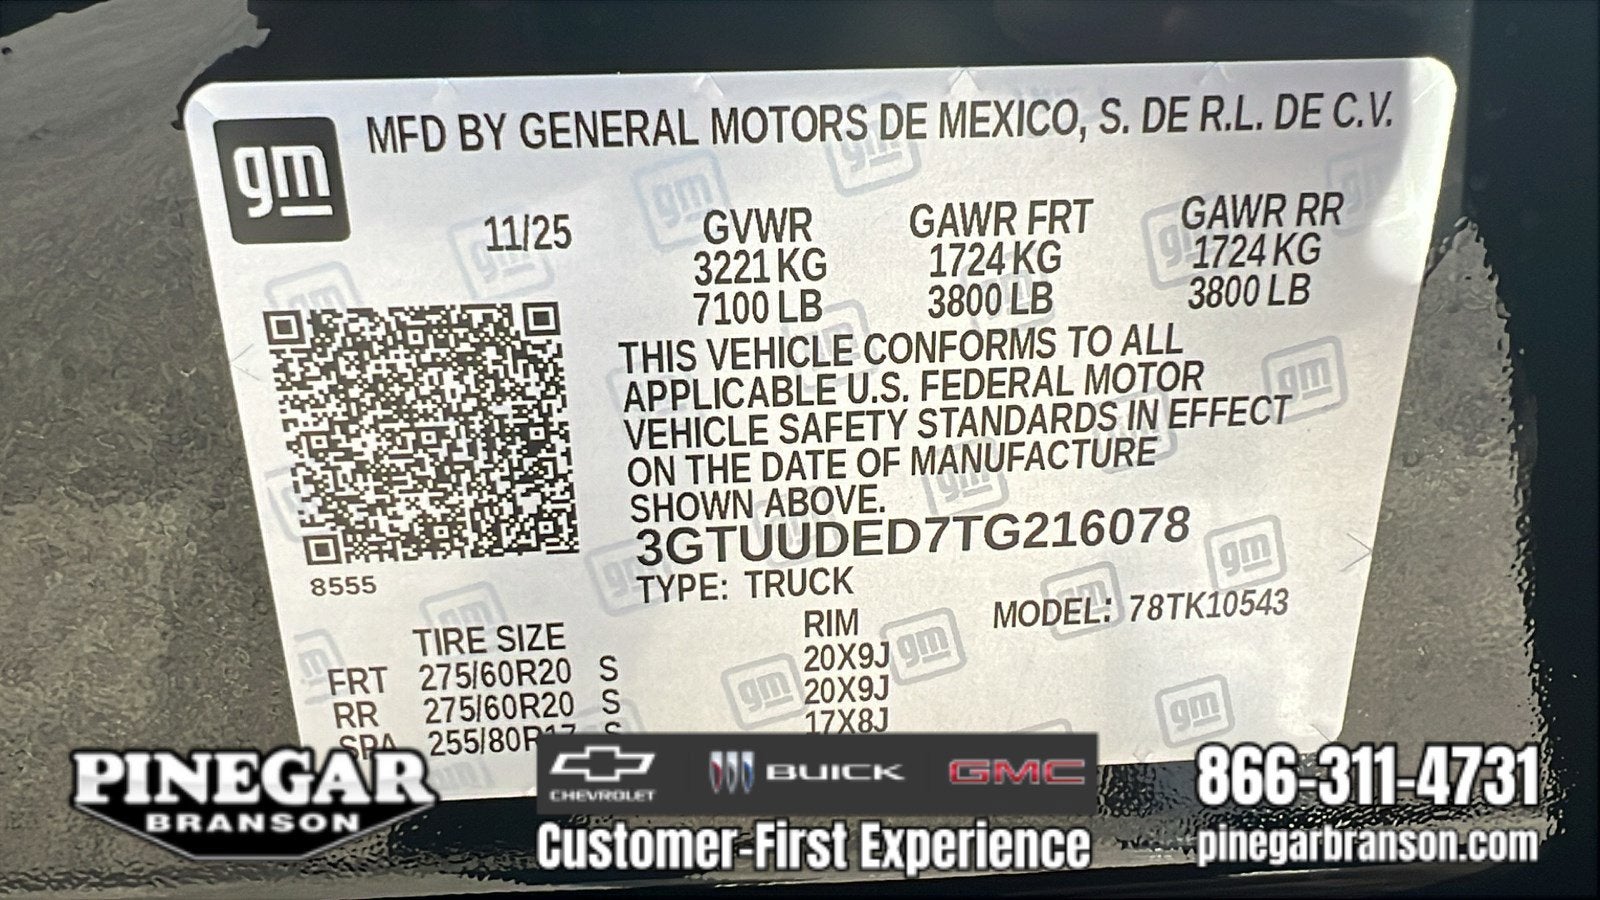 gm
MFD BY GENERAL MOTORS DE MEXICO, S. DE R.L. DE C.V.
11/25 GVWR GAWR FRT GAWR RR
3221 KG 1724 KG 1724 KG
7100 LB 3800 LB 3800 LB
THIS VEHICLE CONFORMS TO ALL
APPLICABLE U.S. FEDERAL MOTOR
VEHICLE SAFETY STANDARDS IN EFFECT
ON THE DATE OF MANUFACTURE
SHOWN ABOVE.
3GTUUDED7TG216078
8555
TYPE: TRUCK MODEL: 78TK10543
TIRE SIZE RIM
FRT 275/60R20 S 20X9J
RR 275/60R20 S 20X9J
SPA 255/80R17 S 17X8J
PINEGAR
BRANSON
CHEVROLET BUICK GMC
Customer-First Experience
866-311-4731
pinegarbranson.com